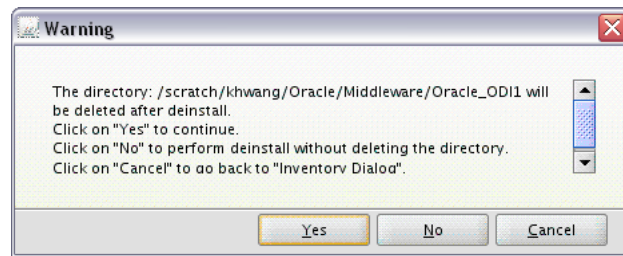 Warning
The directory: /scratch/khwang/Oracle/Middleware/Oracle_ODI1 will
be deleted after deinstall.
Click on "Yes" to continue.
Click on "No" to perform deinstall without deleting the directory.
Click on "Cancel" to go back to "Inventory Dialog".
Yes
No
Cancel